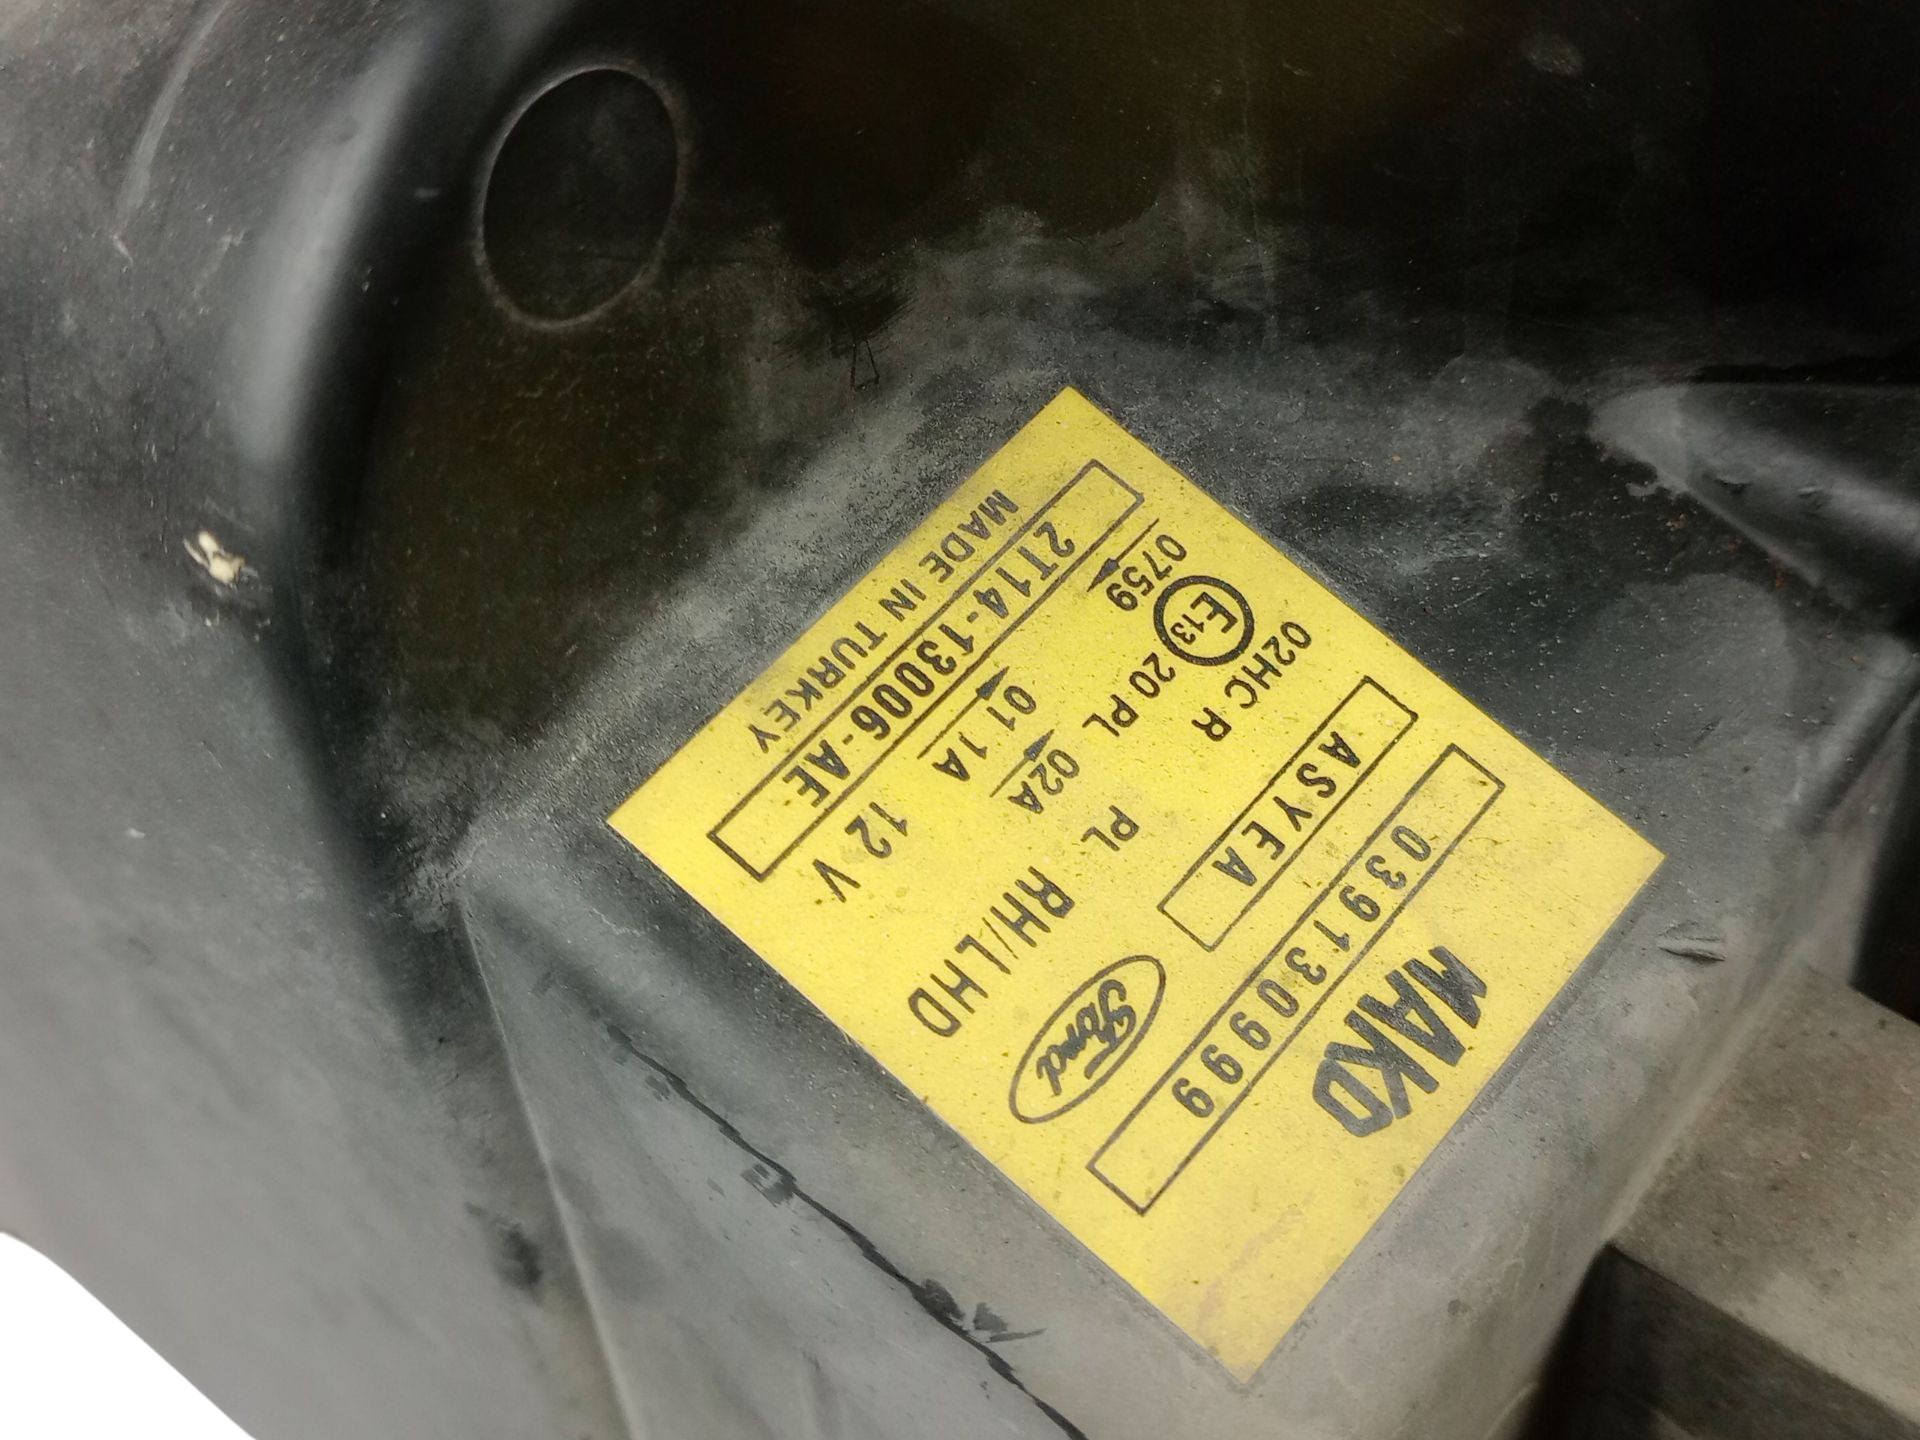 MAKO
039130999
ASYEA
Ford
02HC R PL RH/LHD
E13 20 PL 02A
0759 01 1A 12 V
2T14-13006-AE
MADE IN TURKEY